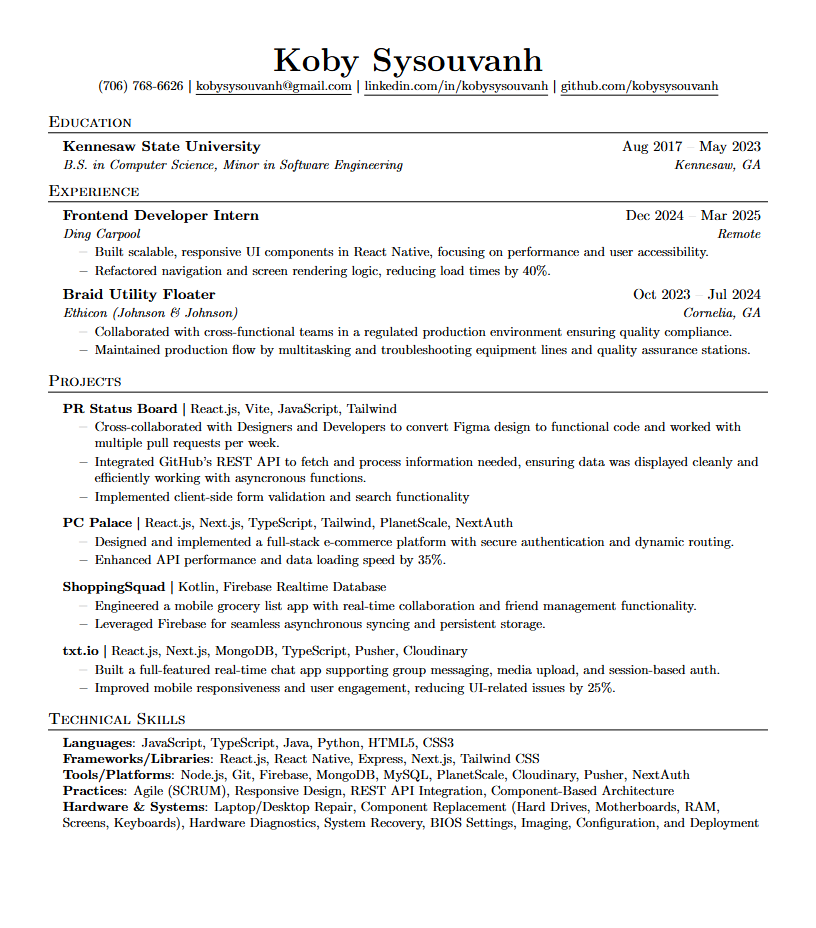 Koby Sysouvanh
(706) 768-6626 | kobysysouvanh@gmail.com | linkedin.com/in/kobysysouvanh | github.com/kobysysouvanh
Education
Kennesaw State University Aug 2017 – May 2023
B.S. in Computer Science, Minor in Software Engineering Kennesaw, GA
Experience
Frontend Developer Intern Dec 2024 – Mar 2025
Ding Carpool Remote
– Built scalable, responsive UI components in React Native, focusing on performance and user accessibility.
– Refactored navigation and screen rendering logic, reducing load times by 40%.
Braid Utility Floater Oct 2023 – Jul 2024
Ethicon (Johnson & Johnson) Cornelia, GA
– Collaborated with cross-functional teams in a regulated production environment ensuring quality compliance.
– Maintained production flow by multitasking and troubleshooting equipment lines and quality assurance stations.
Projects
PR Status Board | React.js, Vite, JavaScript, Tailwind
– Cross-collaborated with Designers and Developers to convert Figma design to functional code and worked with
multiple pull requests per week.
– Integrated GitHub's REST API to fetch and process information needed, ensuring data was displayed cleanly and
efficiently working with asyncronous functions.
– Implemented client-side form validation and search functionality
PC Palace | React.js, Next.js, TypeScript, Tailwind, PlanetScale, NextAuth
– Designed and implemented a full-stack e-commerce platform with secure authentication and dynamic routing.
– Enhanced API performance and data loading speed by 35%.
ShoppingSquad | Kotlin, Firebase Realtime Database
– Engineered a mobile grocery list app with real-time collaboration and friend management functionality.
– Leveraged Firebase for seamless asynchronous syncing and persistent storage.
txt.io | React.js, Next.js, MongoDB, TypeScript, Pusher, Cloudinary
– Built a full-featured real-time chat app supporting group messaging, media upload, and session-based auth.
– Improved mobile responsiveness and user engagement, reducing UI-related issues by 25%.
Technical Skills
Languages: JavaScript, TypeScript, Java, Python, HTML5, CSS3
Frameworks/Libraries: React.js, React Native, Express, Next.js, Tailwind CSS
Tools/Platforms: Node.js, Git, Firebase, MongoDB, MySQL, PlanetScale, Cloudinary, Pusher, NextAuth
Practices: Agile (SCRUM), Responsive Design, REST API Integration, Component-Based Architecture
Hardware & Systems: Laptop/Desktop Repair, Component Replacement (Hard Drives, Motherboards, RAM,
Screens, Keyboards), Hardware Diagnostics, System Recovery, BIOS Settings, Imaging, Configuration, and Deployment